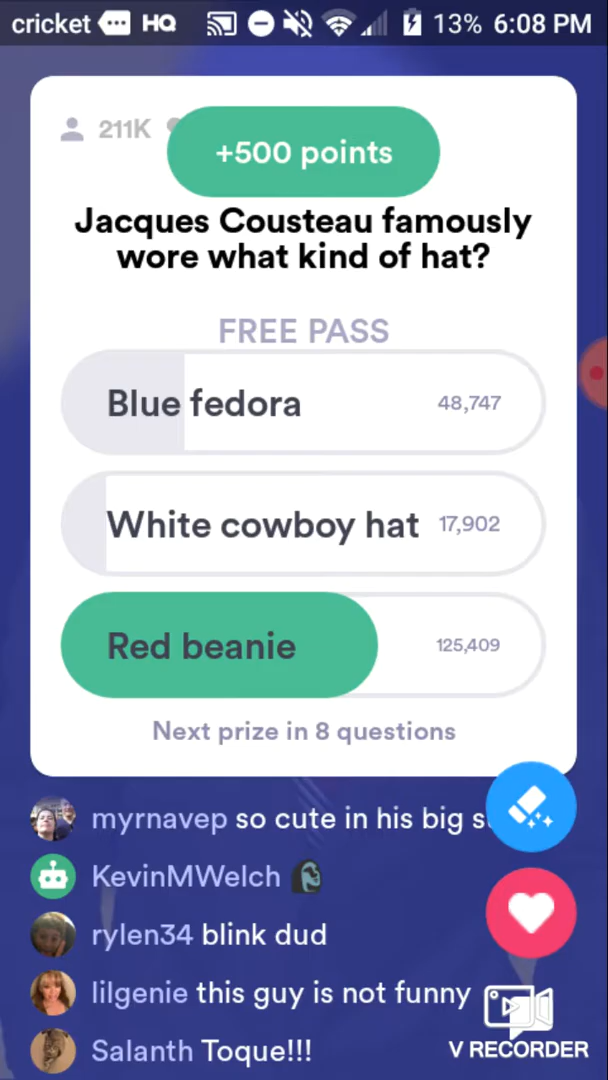 cricket HQ 13% 6:08 PM
211K
+500 points
Jacques Cousteau famously
wore what kind of hat?
FREE PASS
Blue fedora 48,747
White cowboy hat 17,902
Red beanie 125,409
Next prize in 8 questions
myrnavep so cute in his big
KevinMWelch
rylen34 blink dud
lilgenie this guy is not funny
Salanth Toque!!!
V RECORDER